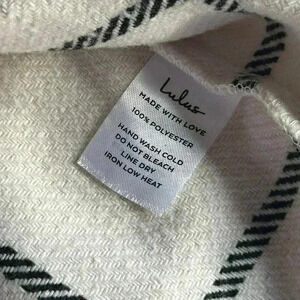 Lulus
MADE WITH LOVE
100% POLYESTER
HAND WASH COLD
DO NOT BLEACH
LINE DRY
IRON LOW HEAT